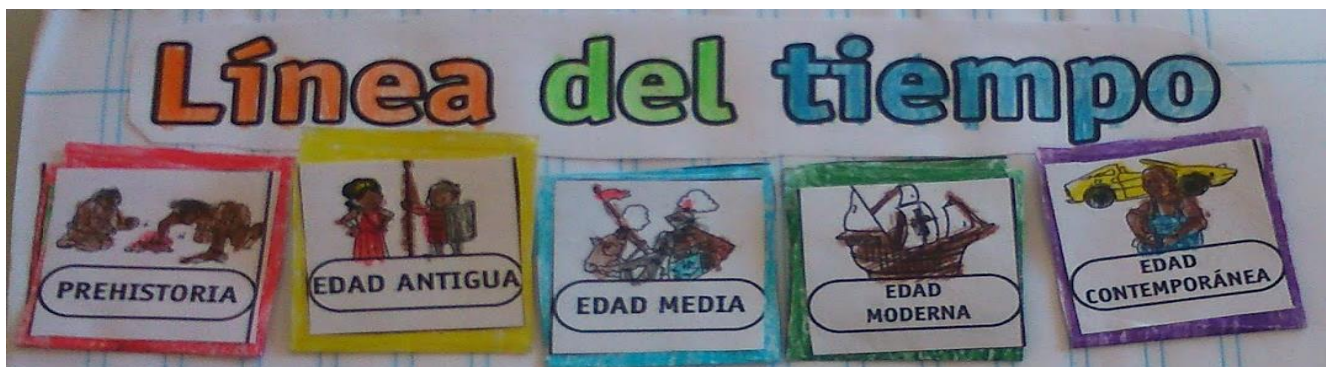 Línea del tiempo
PREHISTORIA
EDAD ANTIGUA
EDAD MEDIA
EDAD
MODERNA
EDAD
CONTEMPORÁNEA